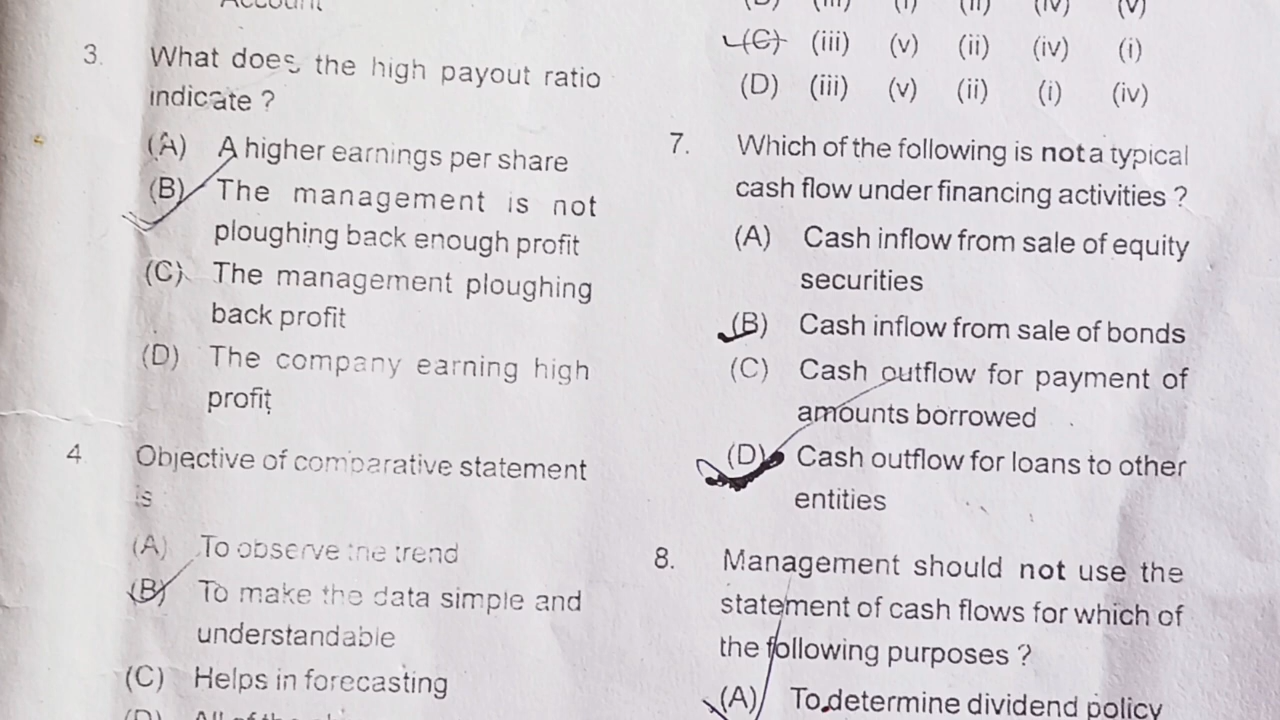 3. What does the high payout ratio
indicate ?
(A) A higher earnings per share
(B) The management is not
ploughing back enough profit
(C) The management ploughing
back profit
(D) The company earning high
profit
4 Objective of comparative statement
is
(A) To observe the trend
(B) To make the data simple and
understandable
(C) Helps in forecasting
(iii) (i) (ii) (iv) (v)
(C) (iii) (v) (ii) (iv) (i)
(D) (iii) (v) (ii) (i) (iv)
7. Which of the following is not a typical
cash flow under financing activities ?
(A) Cash inflow from sale of equity
securities
(B) Cash inflow from sale of bonds
(C) Cash outflow for payment of
amounts borrowed
(D) Cash outflow for loans to other
entities
8. Management should not use the
statement of cash flows for which of
the following purposes ?
(A) To determine dividend policy